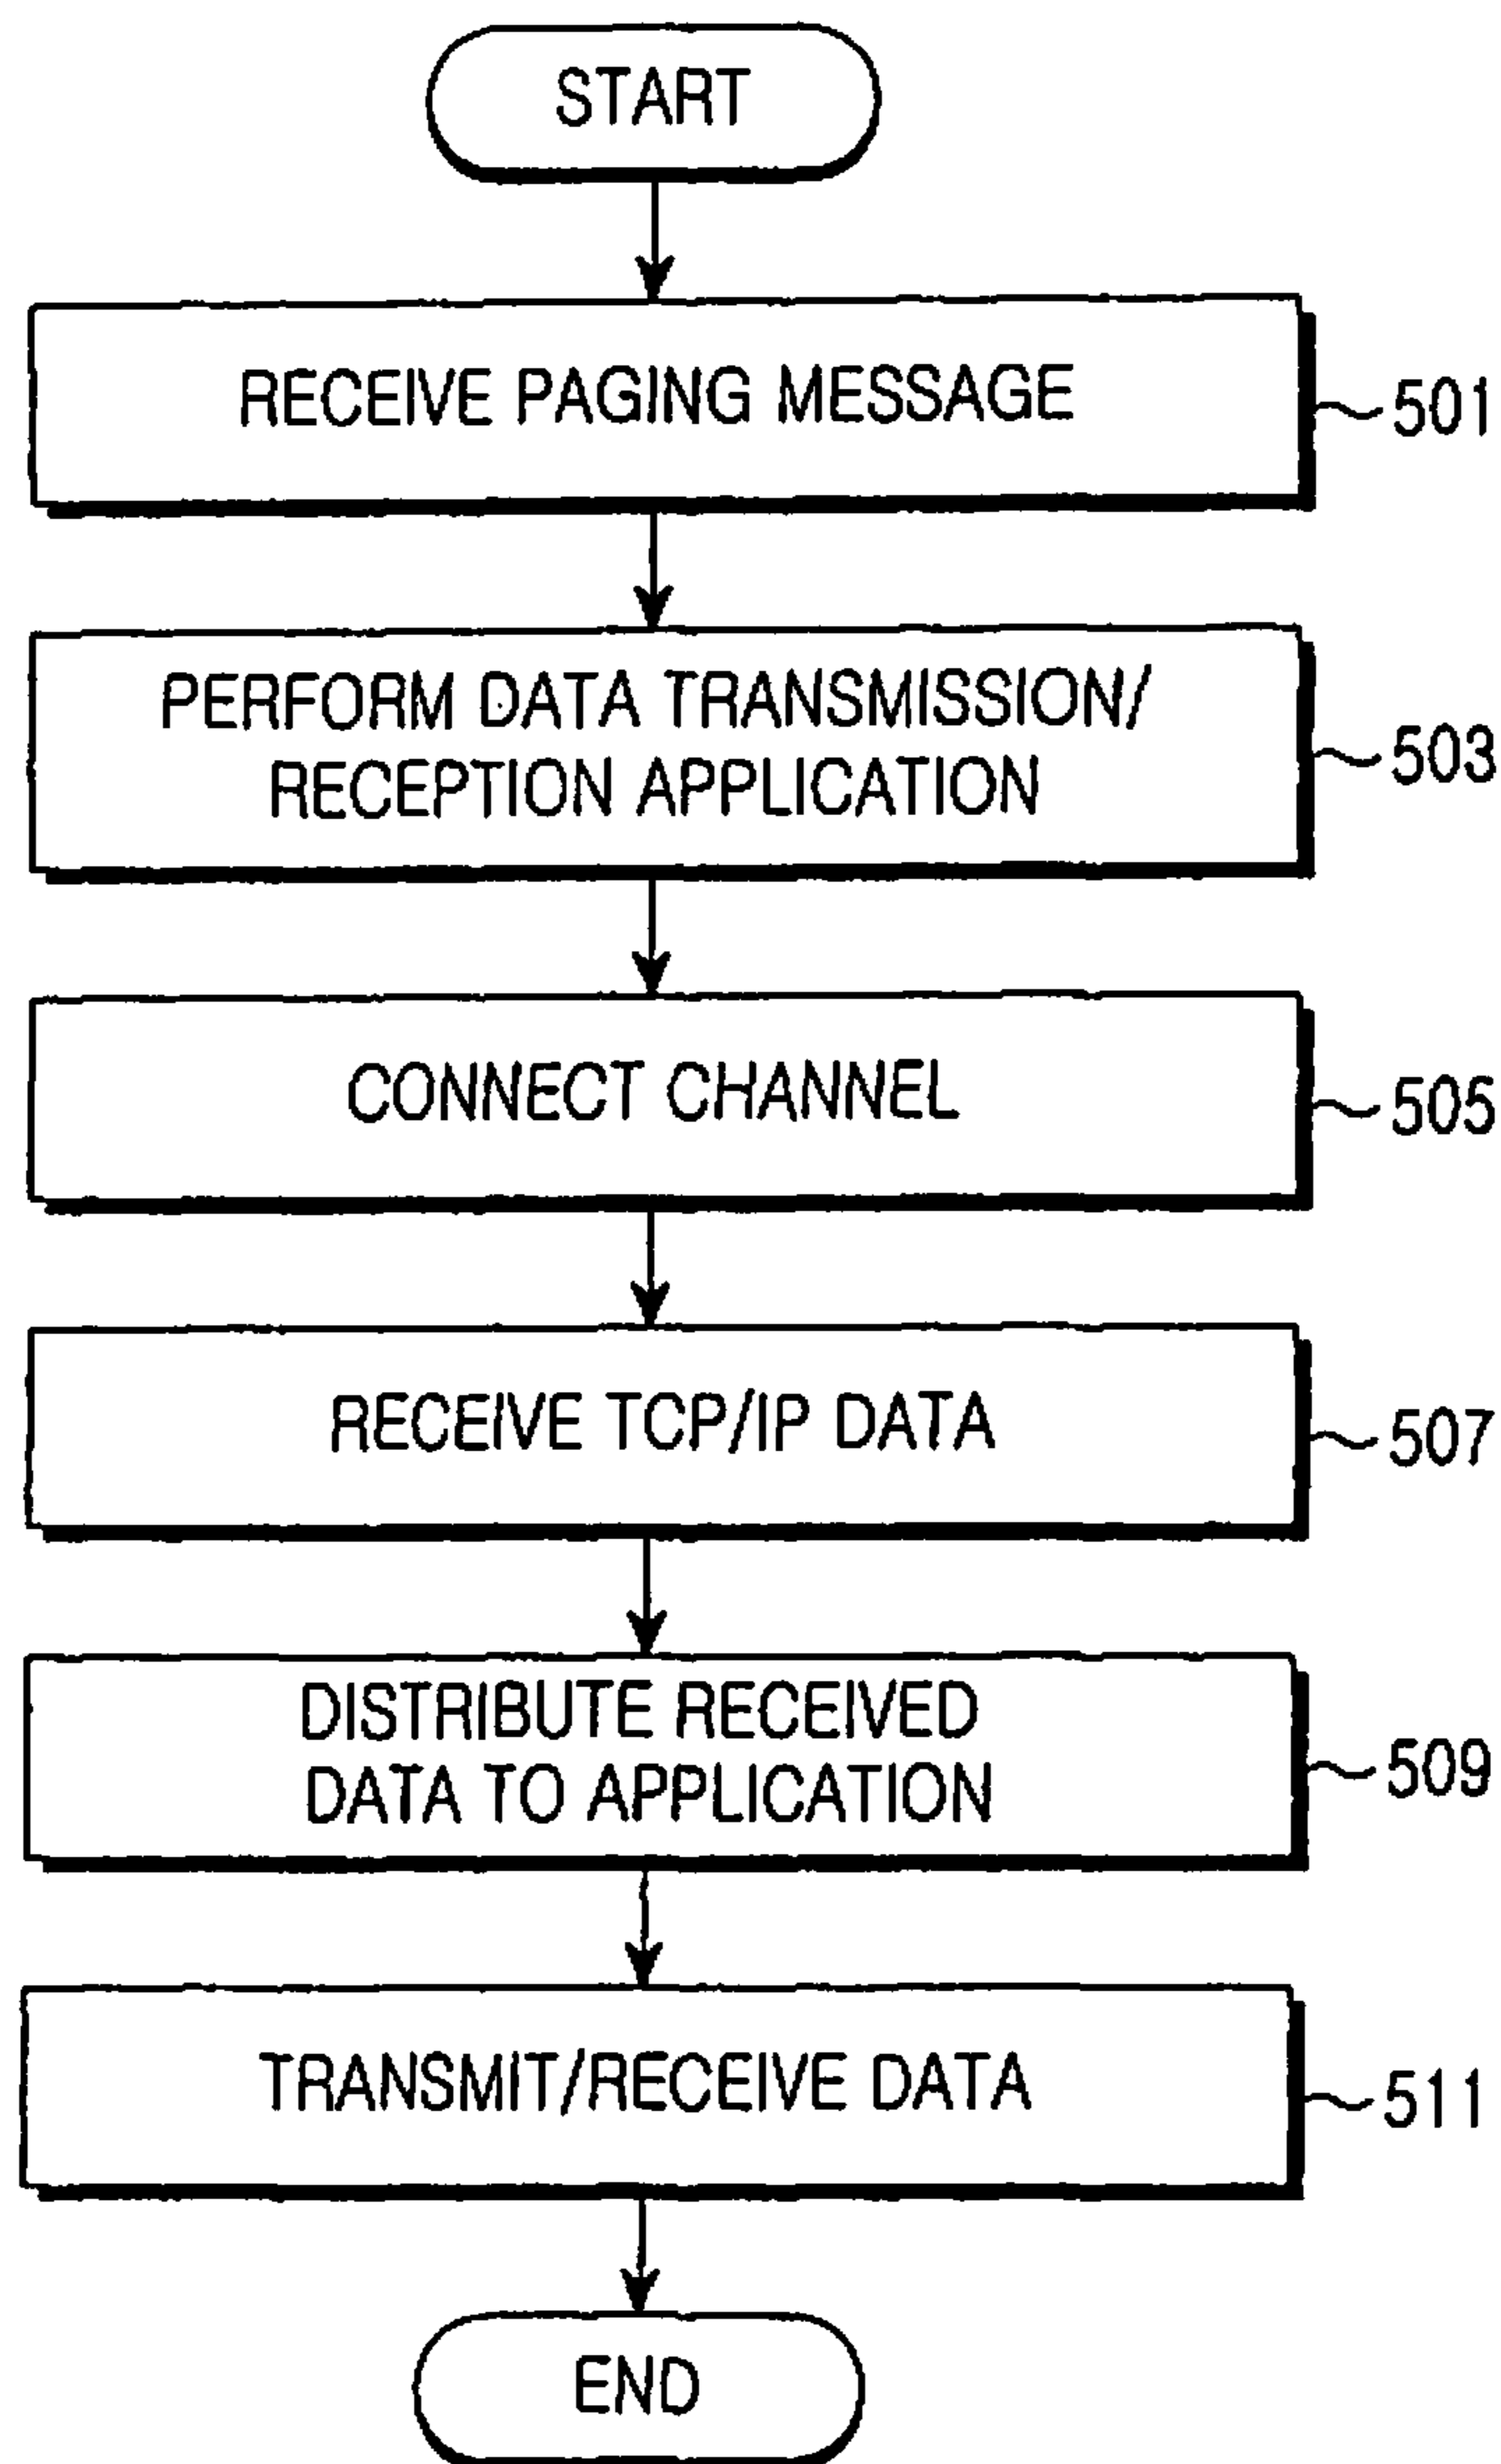 START
RECEIVE PAGING MESSAGE
501
PERFORM DATA TRANSMISSION/
RECEPTION APPLICATION
503
CONNECT CHANNEL
505
RECEIVE TCP/IP DATA
507
DISTRIBUTE RECEIVED
DATA TO APPLICATION
509
TRANSMIT/RECEIVE DATA
511
END